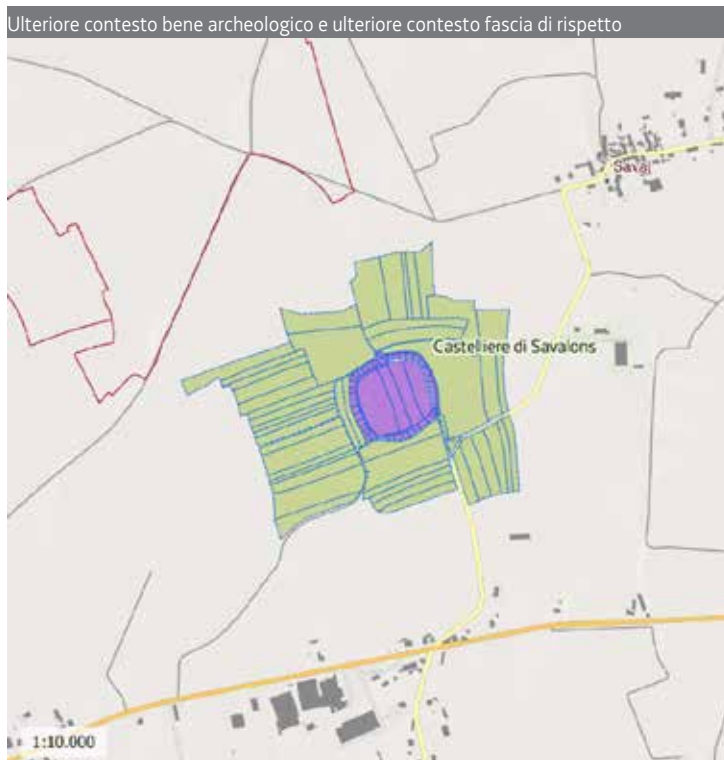 Ulteriore contesto bene archeologico e ulteriore contesto fascia di rispetto
Castelliere di Savalons
1:10.000